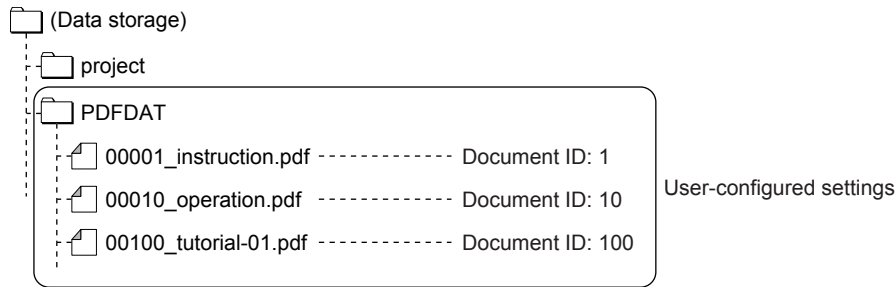 (Data storage)
project
PDFDAT
00001_instruction.pdf Document ID: 1
00010_operation.pdf Document ID: 10
User-configured settings
00100_tutorial-01.pdf Document ID: 100